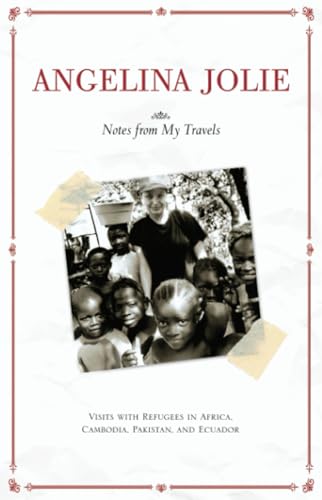 ANGELINA JOLIE
Notes from My Travels
VISITS WITH REFUGEES IN AFRICA,
CAMBODIA, PAKISTAN, AND ECUADOR